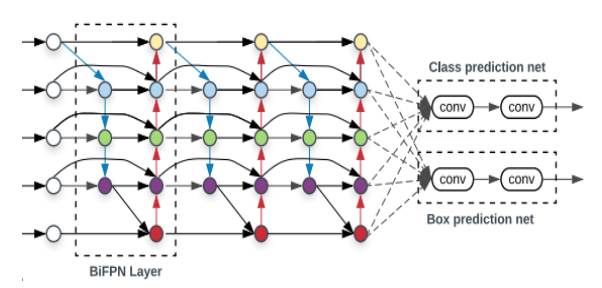 Class prediction net
conv conv
conv conv
Box prediction net
BiFPN Layer